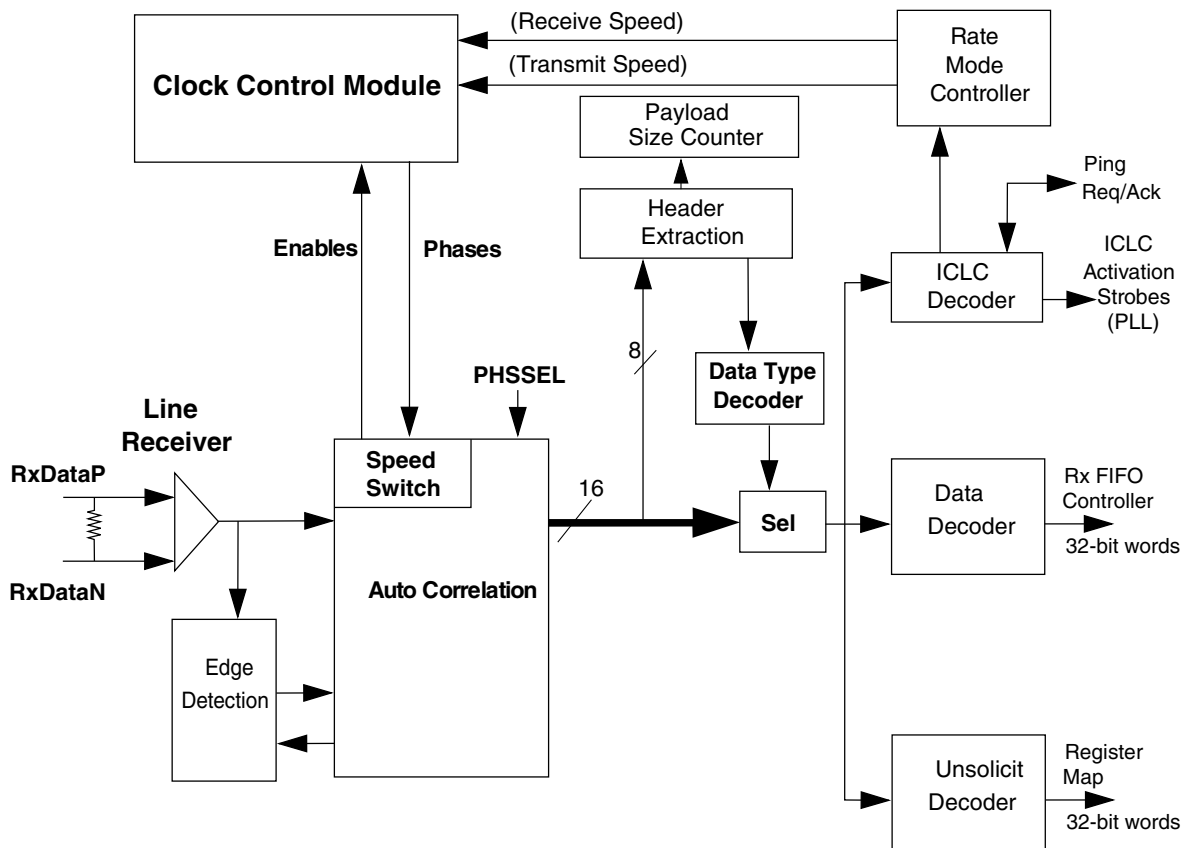 (Receive Speed)
(Transmit Speed)
Clock Control Module
Rate
Mode
Controller
Payload
Size Counter
Header
Extraction
Ping
Req/Ack
ICLC
Decoder
ICLC
Activation
Strobes
(PLL)
Enables
Phases
8
PHSSEL
Data Type
Decoder
Line
Receiver
RxDataP
RxDataN
Speed
Switch
16
Sel
Data
Decoder
Rx FIFO
Controller
32-bit words
Auto Correlation
Edge
Detection
Unsolicit
Decoder
Register
Map
32-bit words